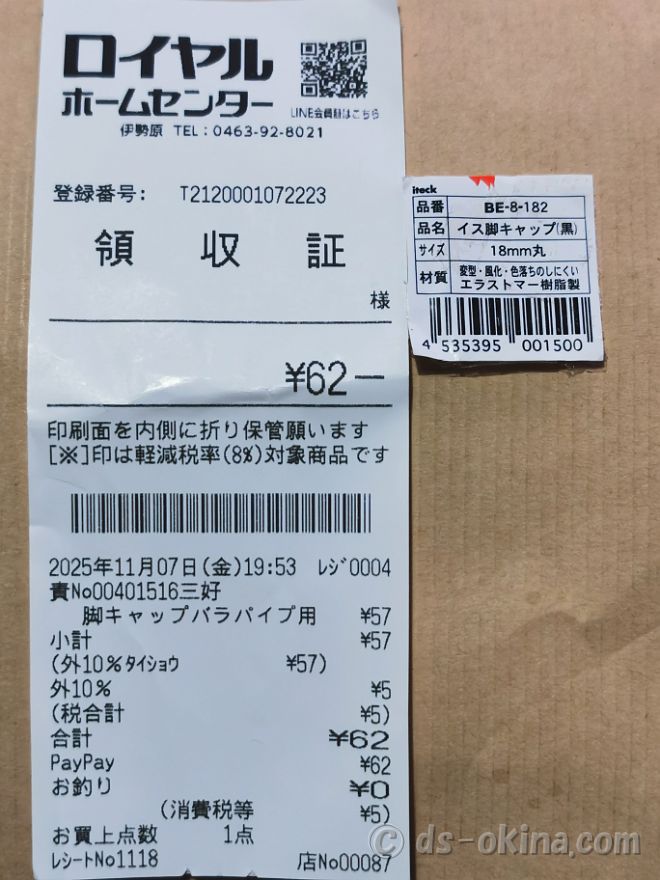 ロイヤル
ホームセンター
LINE会員登録はこちら
伊勢原 TEL:0463-92-8021
登録番号: T2120001072223
領収証
様
¥62-
印刷面を内側に折り保管願います
[※]印は軽減税率(8%)対象商品です
2025年11月07日(金)19:53 レジ0004
責No00401516三好
脚キャップバラパイプ用 ¥57
小計 ¥57
(外10%タイショウ ¥57)
外10% ¥5
(税合計 ¥5)
合計 ¥62
PayPay ¥62
お釣り ¥0
(消費税等 ¥5)
お買上点数 1点
レシートNo1118 店No00087
iteck
品番 BE-8-182
品名 イス脚キャップ(黒)
サイズ 18mm丸
材質 変型・風化・色落ちのしにくい
エラストマー樹脂製
4 535395 001500
© ds-okina.com